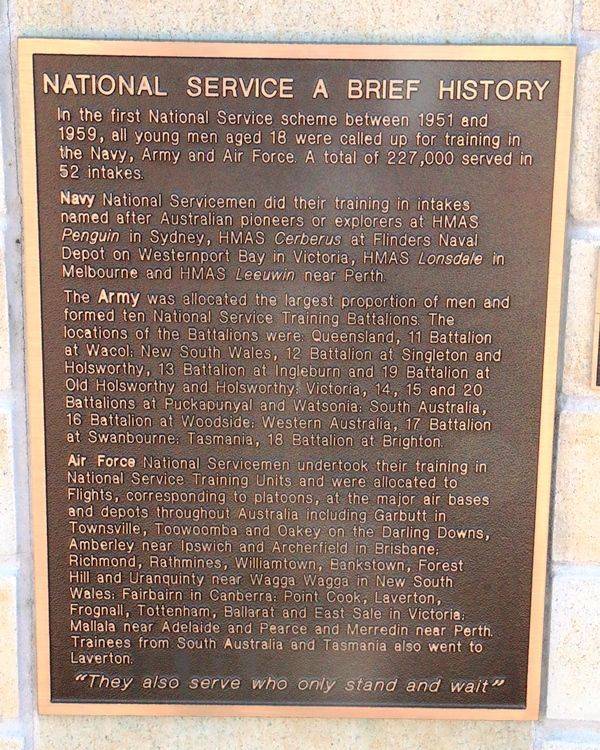 NATIONAL SERVICE A BRIEF HISTORY
In the first National Service scheme between 1951 and
1959, all young men aged 18 were called up for training in
the Navy, Army and Air Force. A total of 227,000 served in
52 intakes.
Navy National Servicemen did their training in intakes
named after Australian pioneers or explorers at HMAS
Penguin in Sydney, HMAS Cerberus at Flinders Naval
Depot on Westernport Bay in Victoria, HMAS Lonsdale in
Melbourne and HMAS Leeuwin near Perth.
The Army was allocated the largest proportion of men and
formed ten National Service Training Battalions. The
locations of the Battalions were: Queensland, 11 Battalion
at Wacol; New South Wales, 12 Battalion at Singleton and
Holsworthy, 13 Battalion at Ingleburn and 19 Battalion at
Old Holsworthy and Holsworthy; Victoria, 14, 15 and 20
Battalions at Puckapunyal and Watsonia; South Australia,
16 Battalion at Woodside; Western Australia, 17 Battalion
at Swanbourne; Tasmania, 18 Battalion at Brighton.
Air Force National Servicemen undertook their training in
National Service Training Units and were allocated to
Flights, corresponding to platoons, at the major air bases
and depots throughout Australia including Garbutt in
Townsville, Toowoomba and Oakey on the Darling Downs,
Amberley near Ipswich and Archerfield in Brisbane;
Richmond, Rathmines, Williamtown, Bankstown, Forest
Hill and Uranquinty near Wagga Wagga in New South
Wales; Fairbairn in Canberra; Point Cook, Laverton,
Frognall, Tottenham, Ballarat and East Sale in Victoria;
Mallala near Adelaide and Pearce and Merredin near Perth.
Trainees from South Australia and Tasmania also went to
Laverton.
"They also serve who only stand and wait"